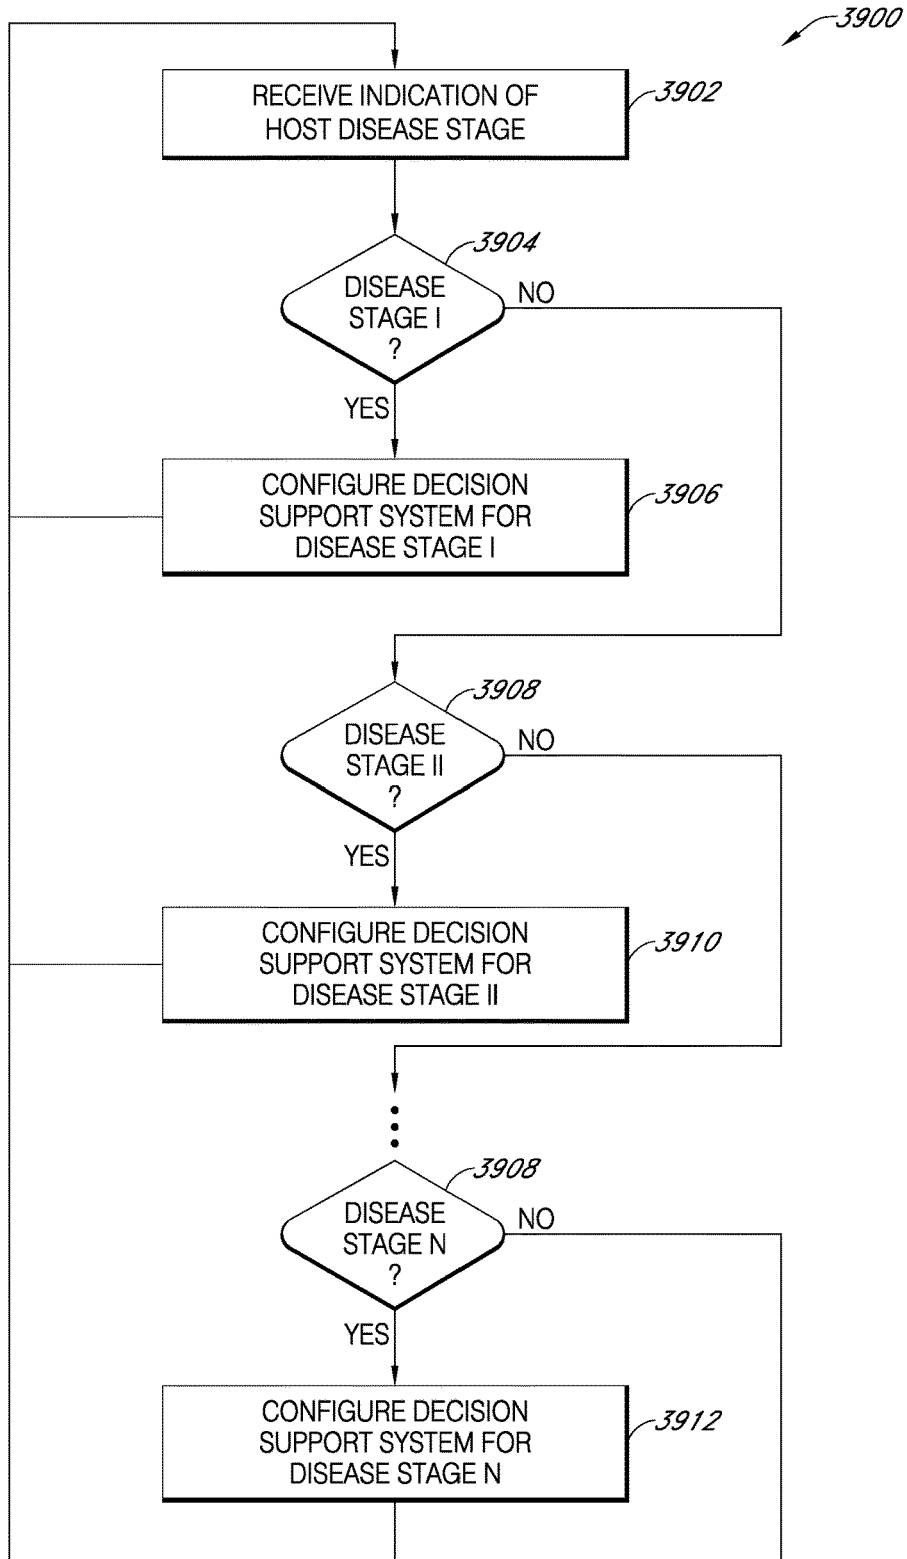 3900
RECEIVE INDICATION OF
HOST DISEASE STAGE
3902
3904
DISEASE
STAGE I
?
NO
YES
CONFIGURE DECISION
SUPPORT SYSTEM FOR
DISEASE STAGE I
3906
3908
DISEASE
STAGE II
?
NO
YES
CONFIGURE DECISION
SUPPORT SYSTEM FOR
DISEASE STAGE II
3910
3908
DISEASE
STAGE N
?
NO
YES
CONFIGURE DECISION
SUPPORT SYSTEM FOR
DISEASE STAGE N
3912